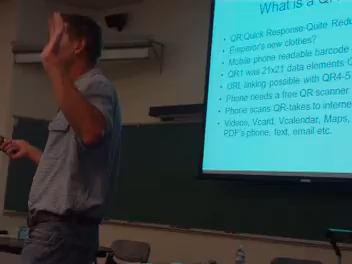 What is a
• QR:Quick Response-Quite Redu
• Emperor's new clothes?
• Mobile phone readable barcode
• QR1 was 21x21 data elements Q
• URL linking possible with QR4-5
• Phone needs a free QR scanner
• Phone scans QR-takes to interne
• Videos, Vcard, Vcalendar, Maps,
PDF's phone, text, email etc.